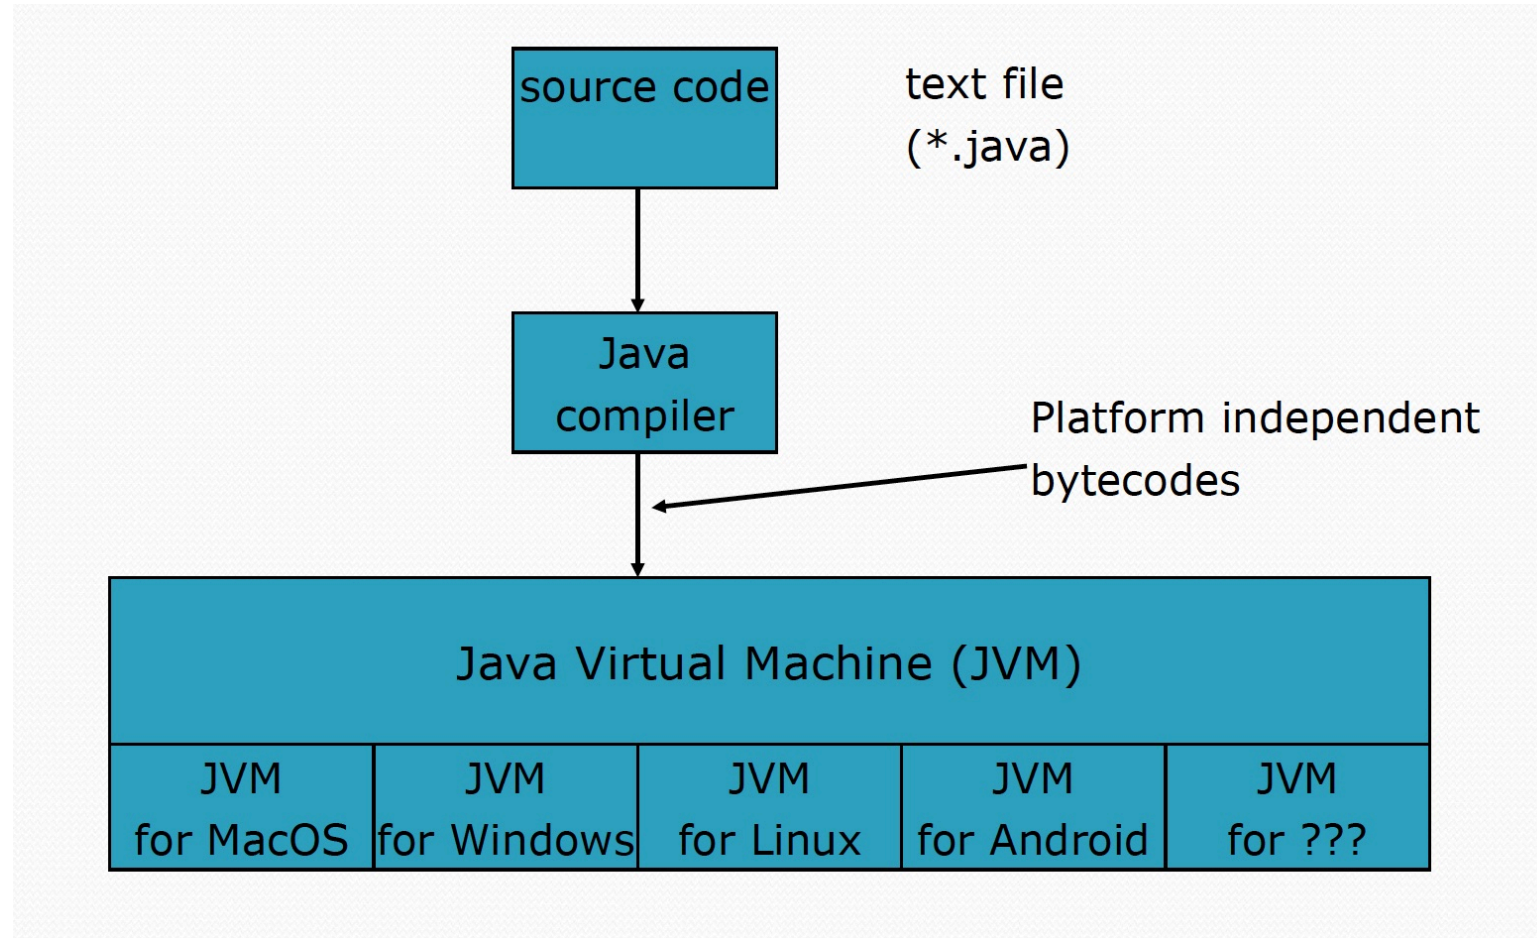 source code
text file
(*.java)
Java
compiler
Platform independent
bytecodes
Java Virtual Machine (JVM)
JVM
for MacOS
JVM
for Windows
JVM
for Linux
JVM
for Android
JVM
for ???